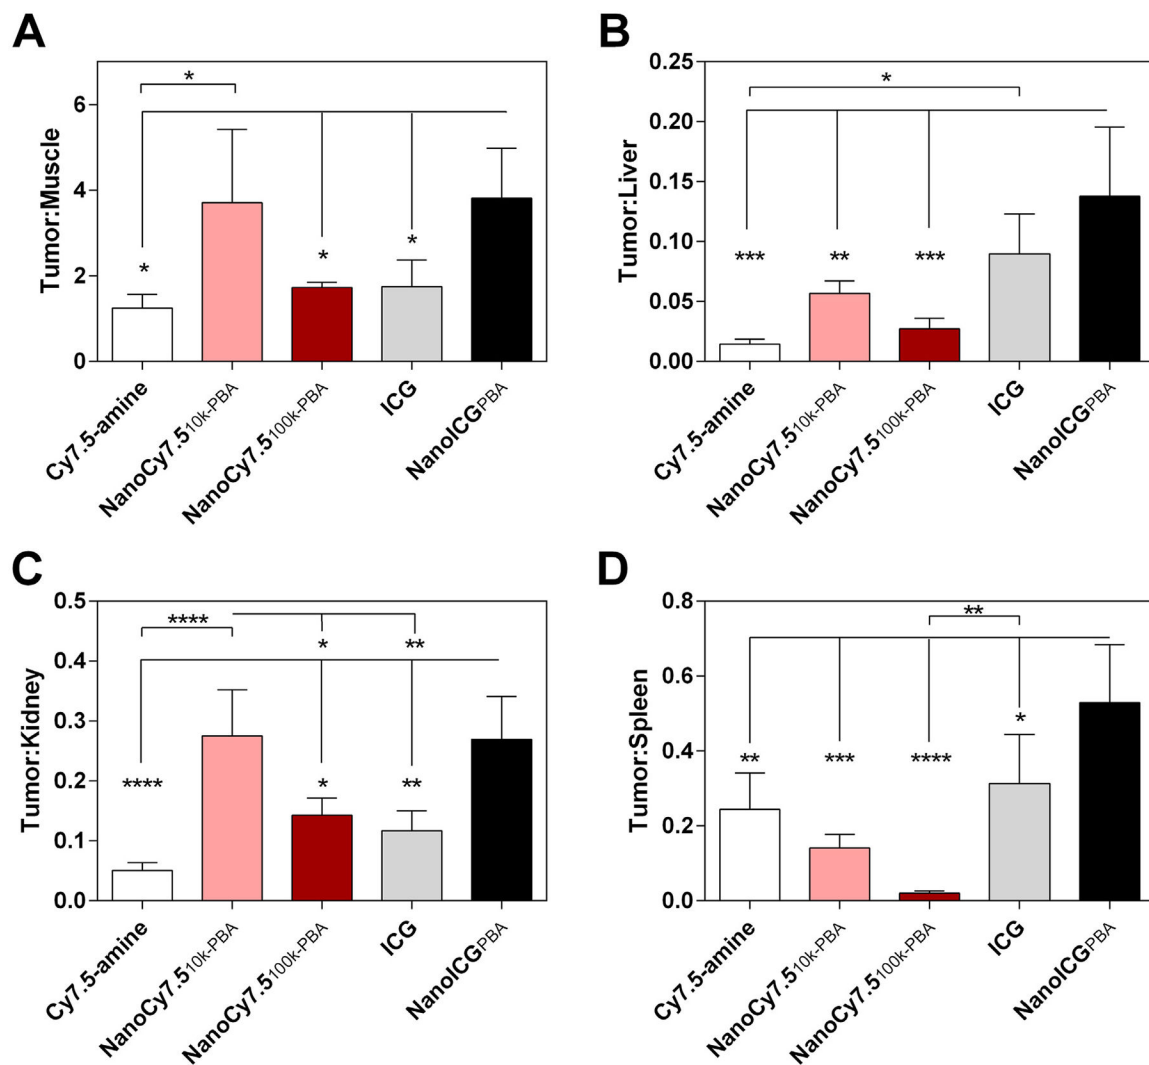 A
Tumor:Muscle
6
4
2
0
*
*
*
*
Cy7.5-amine
NanoCy7.510k-PBA
NanoCy7.5100k-PBA
ICG
NanoICGPBA
B
Tumor:Liver
0.25
0.20
0.15
0.10
0.05
0.00
*
***
**
***
Cy7.5-amine
NanoCy7.510k-PBA
NanoCy7.5100k-PBA
ICG
NanoICGPBA
C
Tumor:Kidney
0.5
0.4
0.3
0.2
0.1
0.0
****
*
**
****
*
**
Cy7.5-amine
NanoCy7.510k-PBA
NanoCy7.5100k-PBA
ICG
NanoICGPBA
D
Tumor:Spleen
0.8
0.6
0.4
0.2
0.0
**
*
**
***
****
Cy7.5-amine
NanoCy7.510k-PBA
NanoCy7.5100k-PBA
ICG
NanoICGPBA